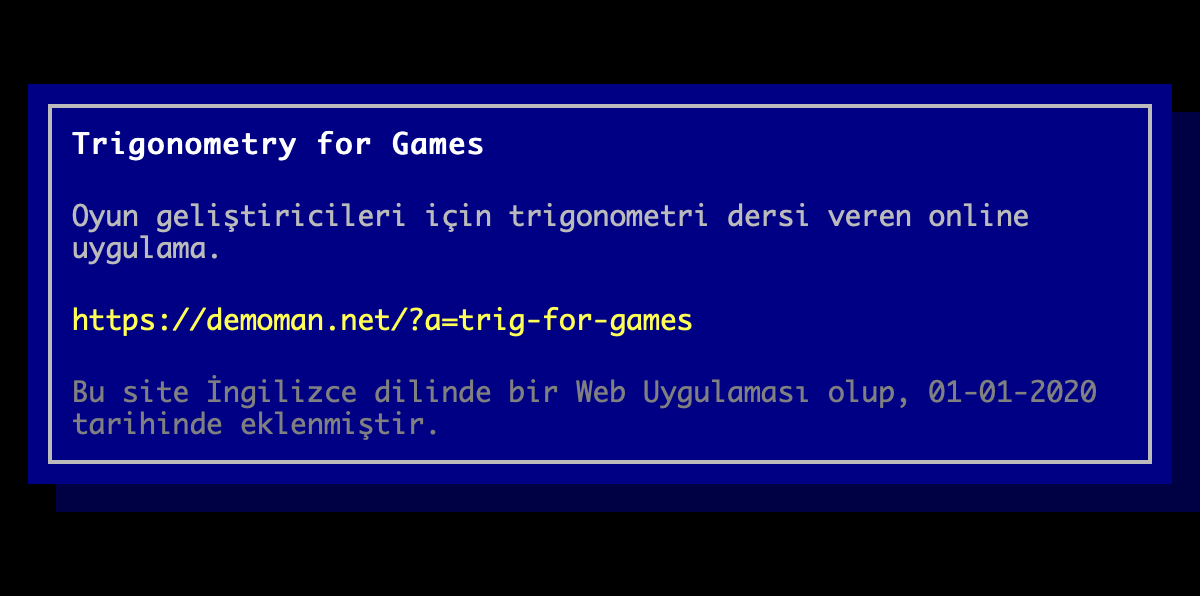 Trigonometry for Games
Oyun geliştiricileri için trigonometri dersi veren online
uygulama.
https://demoman.net/?a=trig-for-games
Bu site İngilizce dilinde bir Web Uygulaması olup, 01-01-2020
tarihinde eklenmiştir.